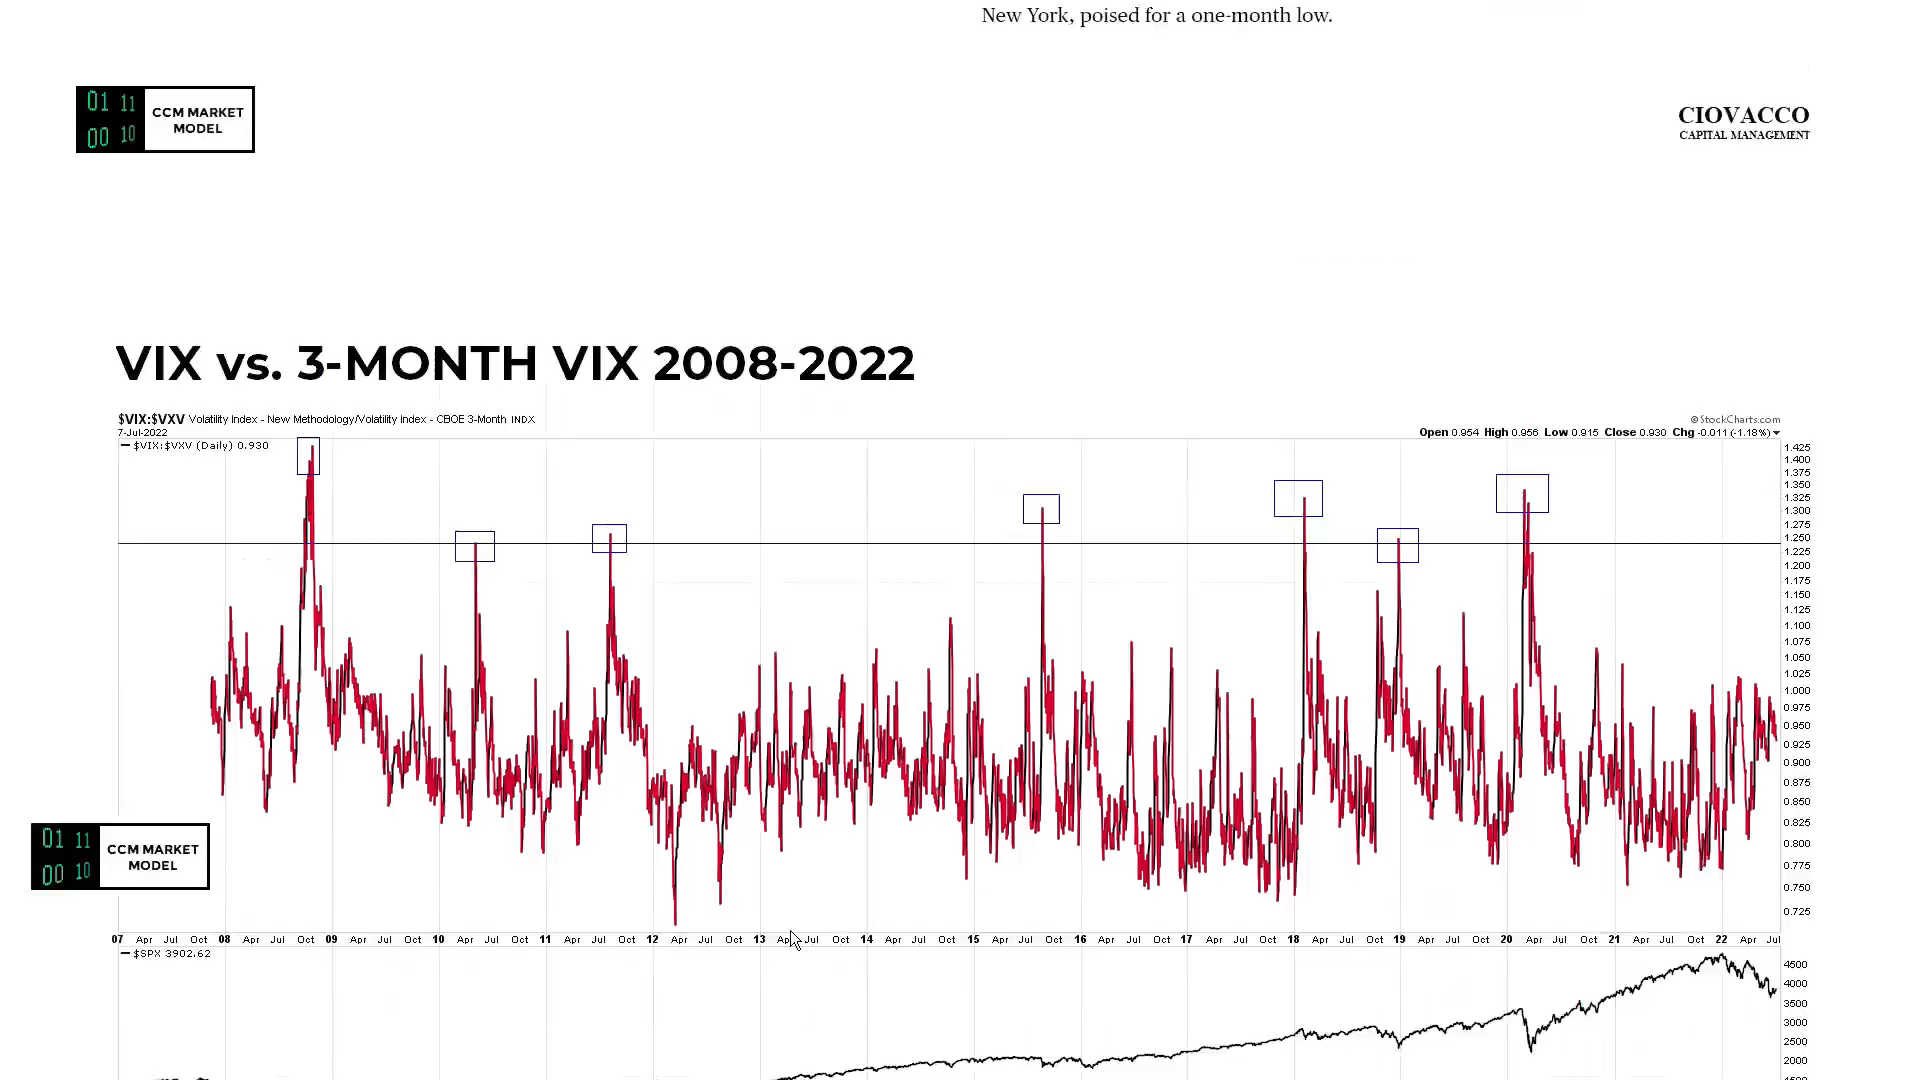 New York, poised for a one-month low.
01 11
00 10
CCM MARKET
MODEL
CIOVACCO
CAPITAL MANAGEMENT
VIX vs. 3-MONTH VIX 2008-2022
$VIX:$VXV Volatility Index - New Methodology/Volatility Index - CBOE 3-Month INDX
© StockCharts.com
7-Jul-2022
Open 0.954 High 0.956 Low 0.915 Close 0.930 Chg -0.011 (-1.18%)
$VIX:$VXV (Daily) 0.930
1.425
1.400
1.375
1.350
1.325
1.300
1.275
1.250
1.225
1.200
1.175
1.150
1.125
1.100
1.075
1.050
1.025
1.000
0.975
0.950
0.925
0.900
0.875
0.850
0.825
0.800
0.775
0.750
0.725
01 11
00 10
CCM MARKET
MODEL
07 Apr Jul Oct 08 Apr Jul Oct 09 Apr Jul Oct 10 Apr Jul Oct 11 Apr Jul Oct 12 Apr Jul Oct 13 Jul Oct 14 Apr Jul Oct 15 Apr Jul Oct 16 Apr Jul Oct 17 Apr Jul Oct 18 Apr Jul Oct 19 Apr Jul Oct 20 Apr Jul Oct 21 Apr Jul Oct 22 Apr Jul
$SPX 3902.62
4500
4000
3500
3000
2500
2000